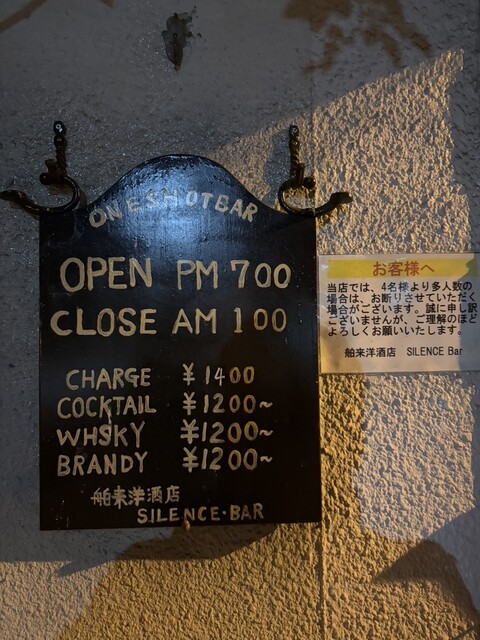 ONESHOTBAR
OPEN PM 700
CLOSE AM 100
CHARGE ¥1400
COCKTAIL ¥1200~
WHSKY ¥1200~
BRANDY ¥1200~
舶来洋酒店
SILENCE・BAR
お客様へ
当店では、4名様より多人数の
場合は、お断りさせていただく
場合がございます。誠に申し訳
ございませんが、ご理解のほど
よろしくお願いいたします。
舶来洋酒店 SILENCE Bar